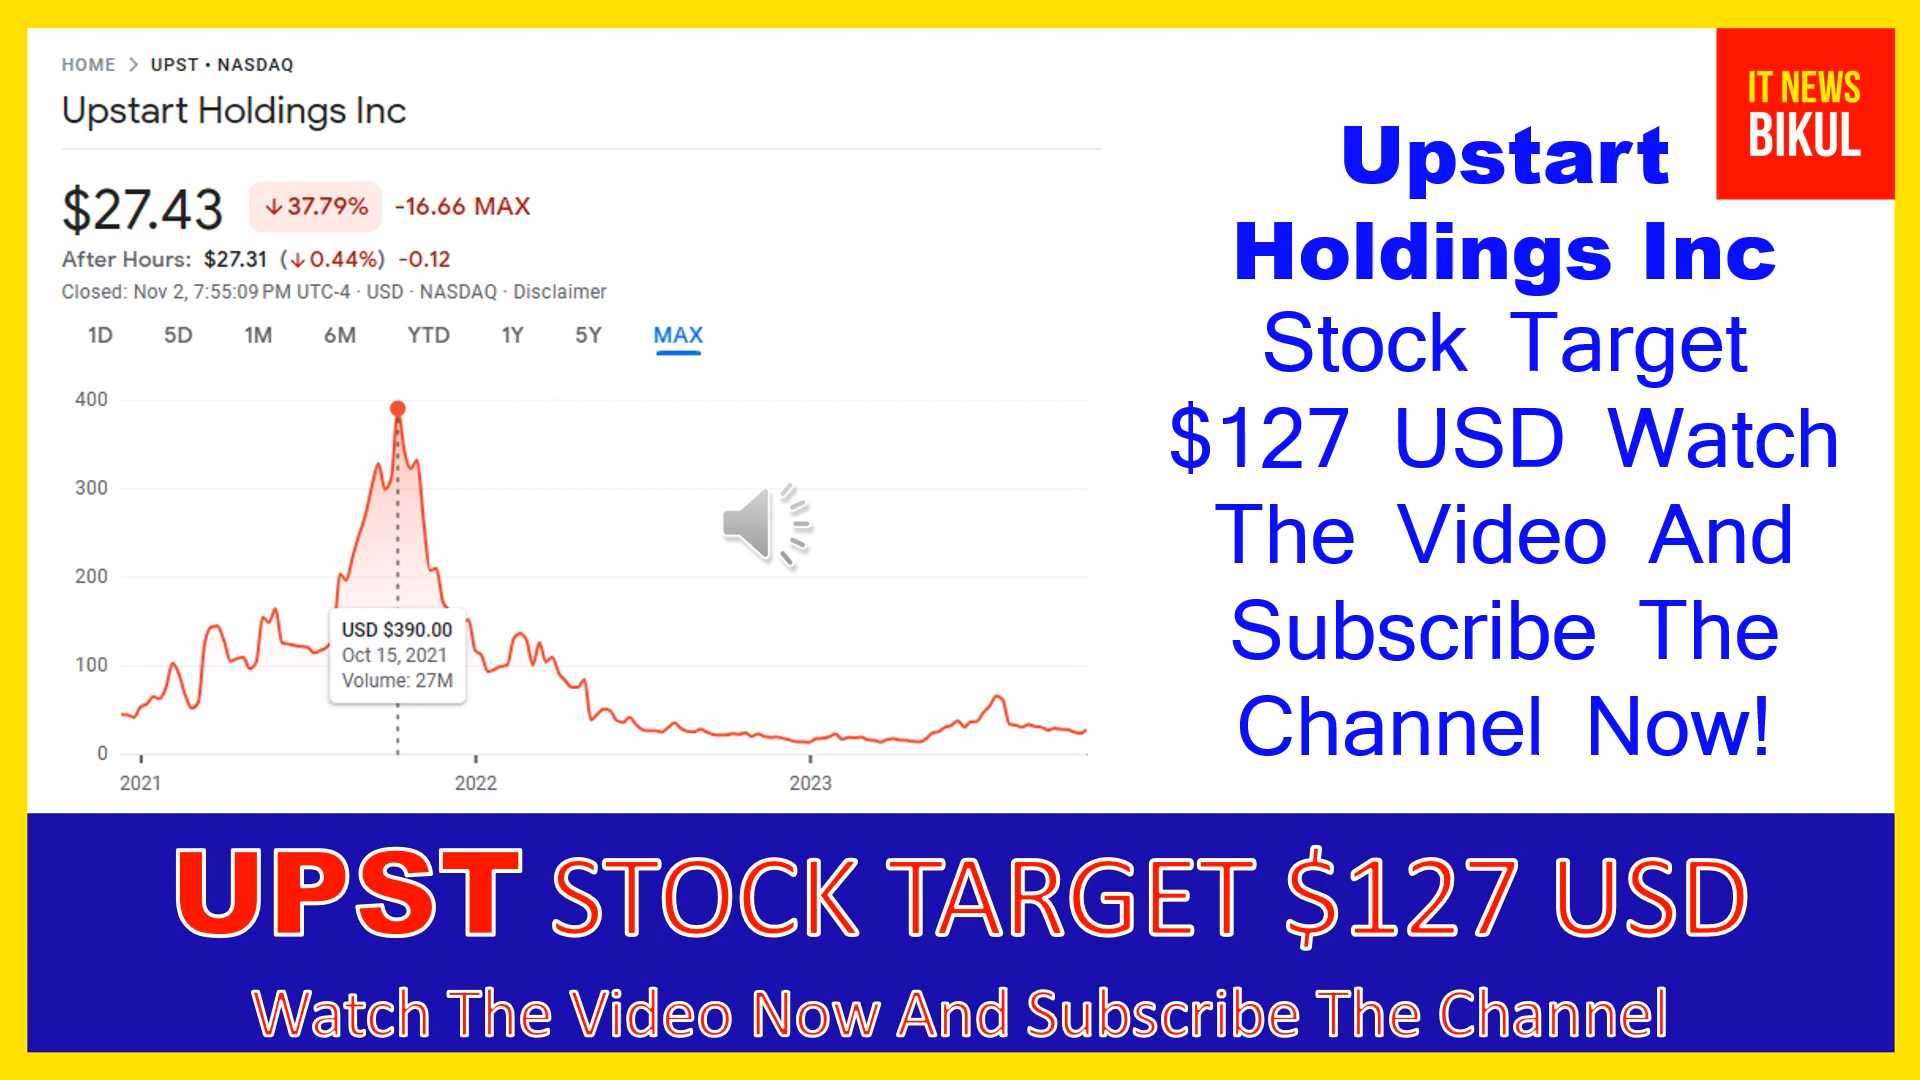 HOME > UPST • NASDAQ
Upstart Holdings Inc
$27.43 ↓37.79% -16.66 MAX
After Hours: $27.31 (↓0.44%) -0.12
Closed: Nov 2, 7:55:09 PM UTC-4 · USD · NASDAQ · Disclaimer
1D 5D 1M 6M YTD 1Y 5Y MAX
400
300
200
100
0
USD $390.00
Oct 15, 2021
Volume: 27M
2021 2022 2023
IT NEWS
BIKUL
Upstart
Holdings Inc
Stock Target
$127 USD Watch
The Video And
Subscribe The
Channel Now!
UPST STOCK TARGET $127 USD
Watch The Video Now And Subscribe The Channel